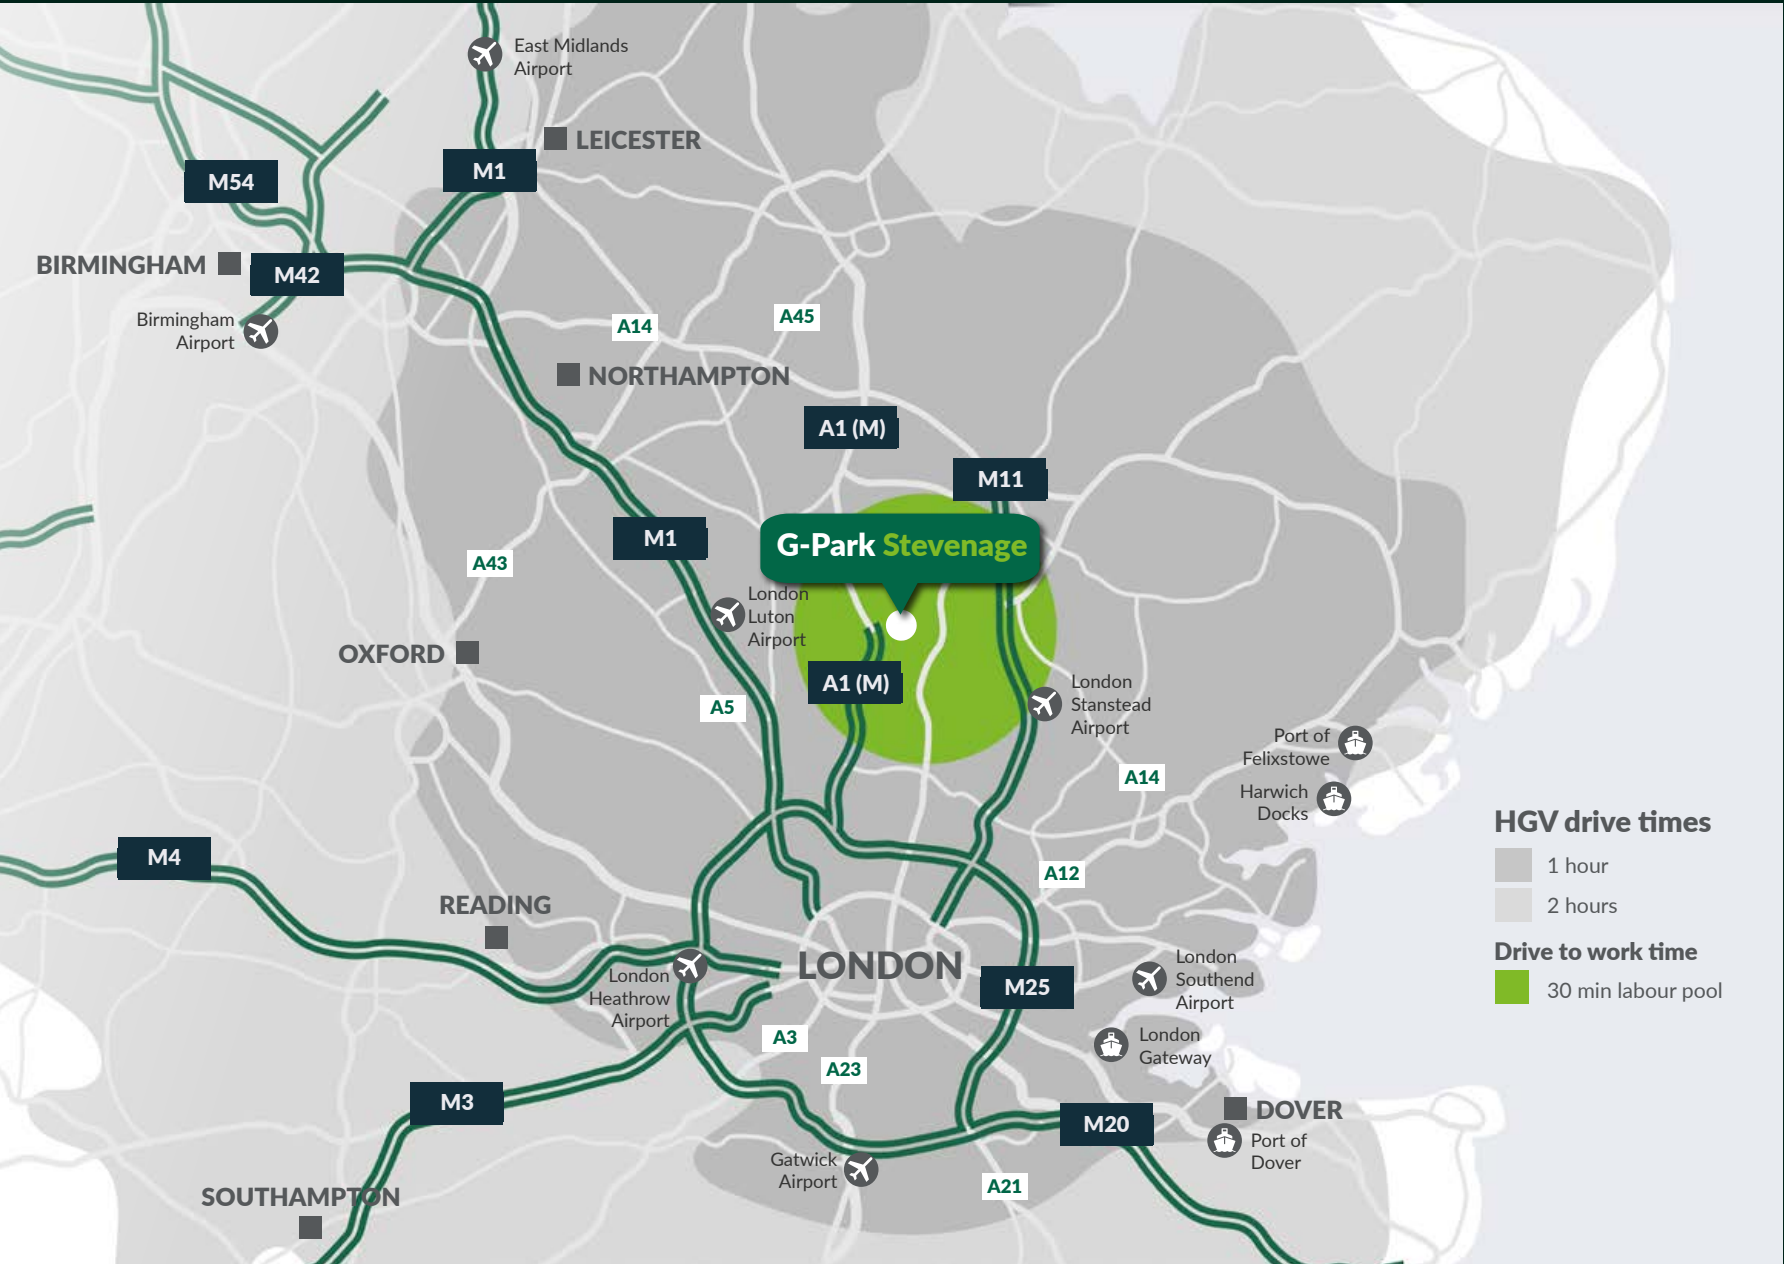 East Midlands
Airport
LEICESTER
M1
M54
BIRMINGHAM
M42
Birmingham
Airport
A14
A45
NORTHAMPTON
A1 (M)
M11
M1
G-Park Stevenage
A43
London
Luton
Airport
OXFORD
A1 (M)
A5
London
Stanstead
Airport
Port of
Felixstowe
A14
Harwich
Docks
HGV drive times
1 hour
2 hours
Drive to work time
30 min labour pool
M4
A12
READING
LONDON
London
Heathrow
Airport
M25
London
Southend
Airport
A3
London
Gateway
A23
M3
DOVER
M20
Port of
Dover
Gatwick
Airport
A21
SOUTHAMPTON